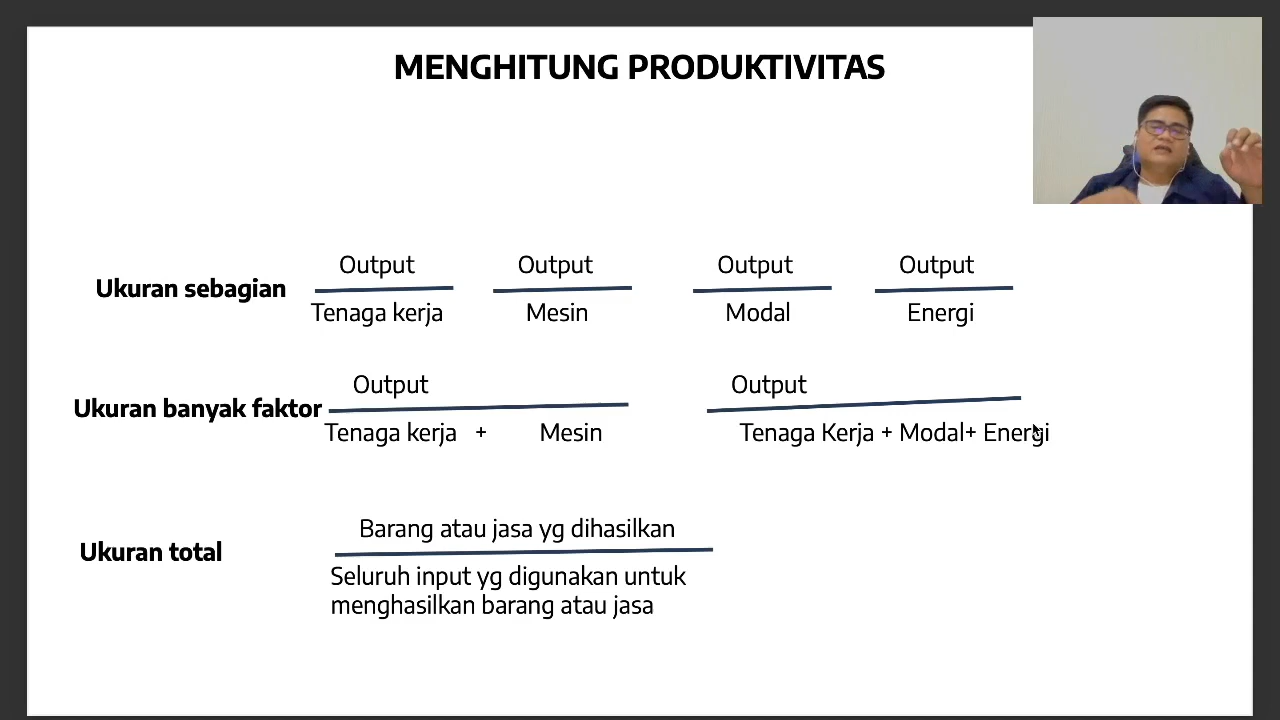 MENGHITUNG PRODUKTIVITAS
Output Output Output Output
Ukuran sebagian
Tenaga kerja Mesin Modal Energi
Output Output
Ukuran banyak faktor
Tenaga kerja + Mesin Tenaga Kerja + Modal+ Energi
Barang atau jasa yg dihasilkan
Ukuran total
Seluruh input yg digunakan untuk
menghasilkan barang atau jasa